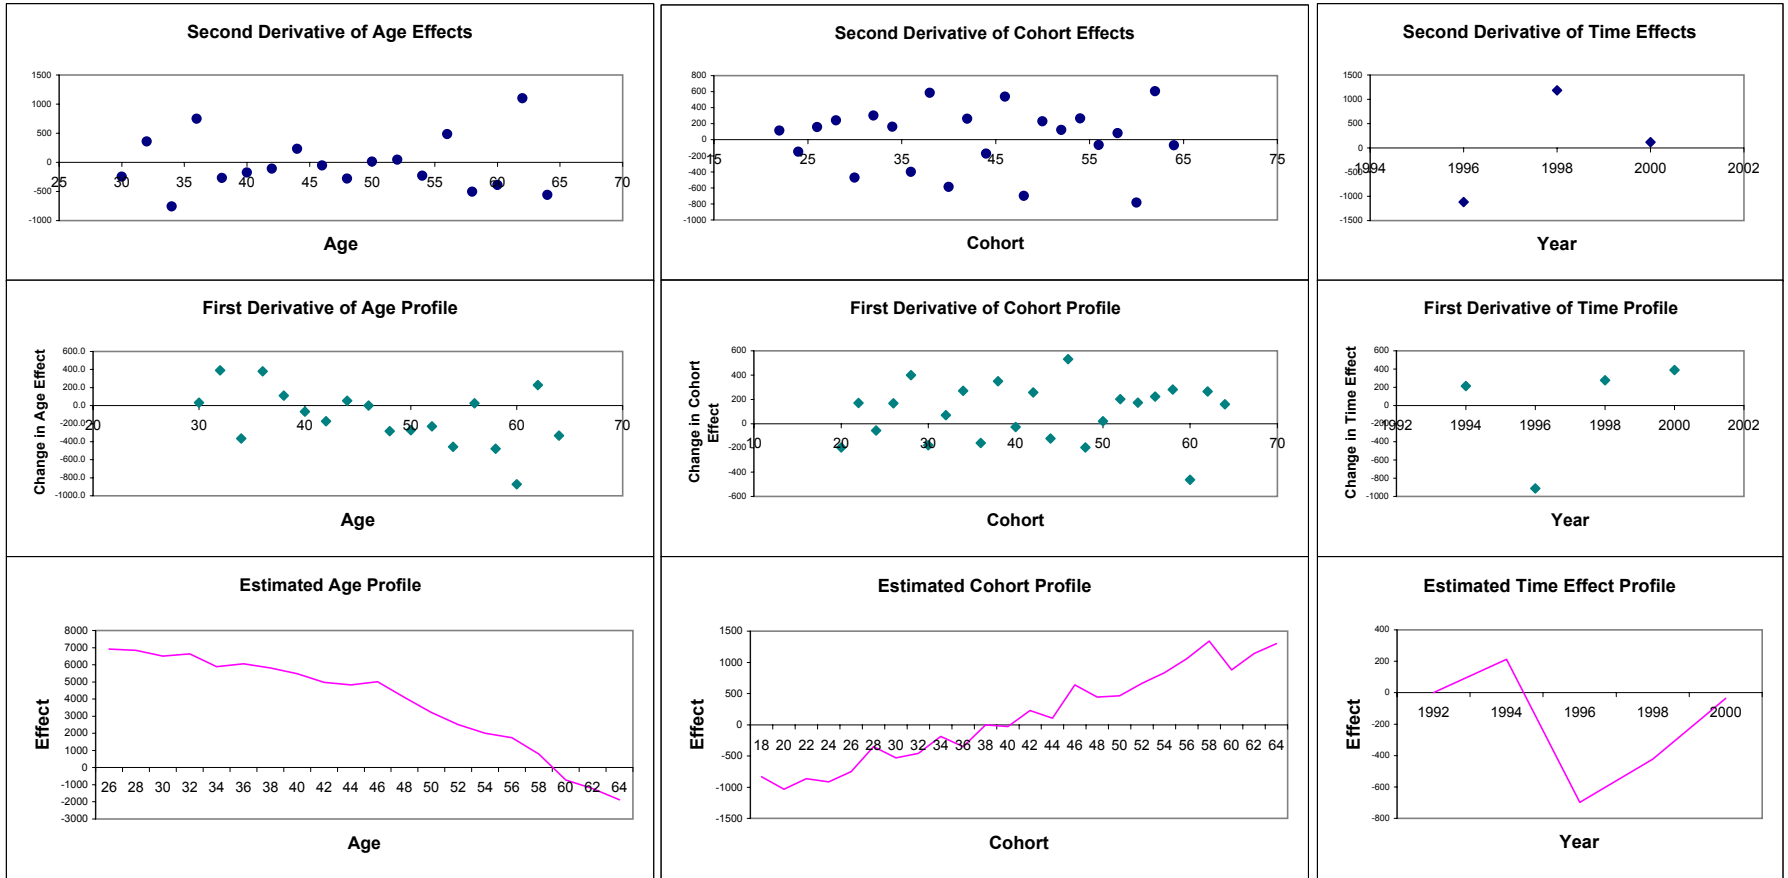 Second Derivative of Age Effects
1500
1000
500
0
-500
-1000
25 30 35 40 45 50 55 60 65 70
Age
Second Derivative of Cohort Effects
800
600
400
200
0
-200
-400
-600
-800
-1000
15 25 35 45 55 65 75
Cohort
Second Derivative of Time Effects
1500
1000
500
0
-500
-1000
-1500
1994 1996 1998 2000 2002
Year
First Derivative of Age Profile
Change in Age Effect
600.0
400.0
200.0
0.0
-200.0
-400.0
-600.0
-800.0
-1000.0
20 30 40 50 60 70
Age
First Derivative of Cohort Profile
Change in Cohort
Effect
600
400
200
0
-200
-400
-600
10 20 30 40 50 60 70
Cohort
First Derivative of Time Profile
Change in Time Effect
600
400
200
0
-200
-400
-600
-800
-1000
1992 1994 1996 1998 2000 2002
Year
Estimated Age Profile
Effect
8000
7000
6000
5000
4000
3000
2000
1000
0
-1000
-2000
-3000
26 28 30 32 34 36 38 40 42 44 46 48 50 52 54 56 58 60 62 64
Age
Estimated Cohort Profile
Effect
1500
1000
500
0
-500
-1000
-1500
18 20 22 24 26 28 30 32 34 36 38 40 42 44 46 48 50 52 54 56 58 60 62 64
Cohort
Estimated Time Effect Profile
Effect
400
200
0
-200
-400
-600
-800
1992 1994 1996 1998 2000
Year